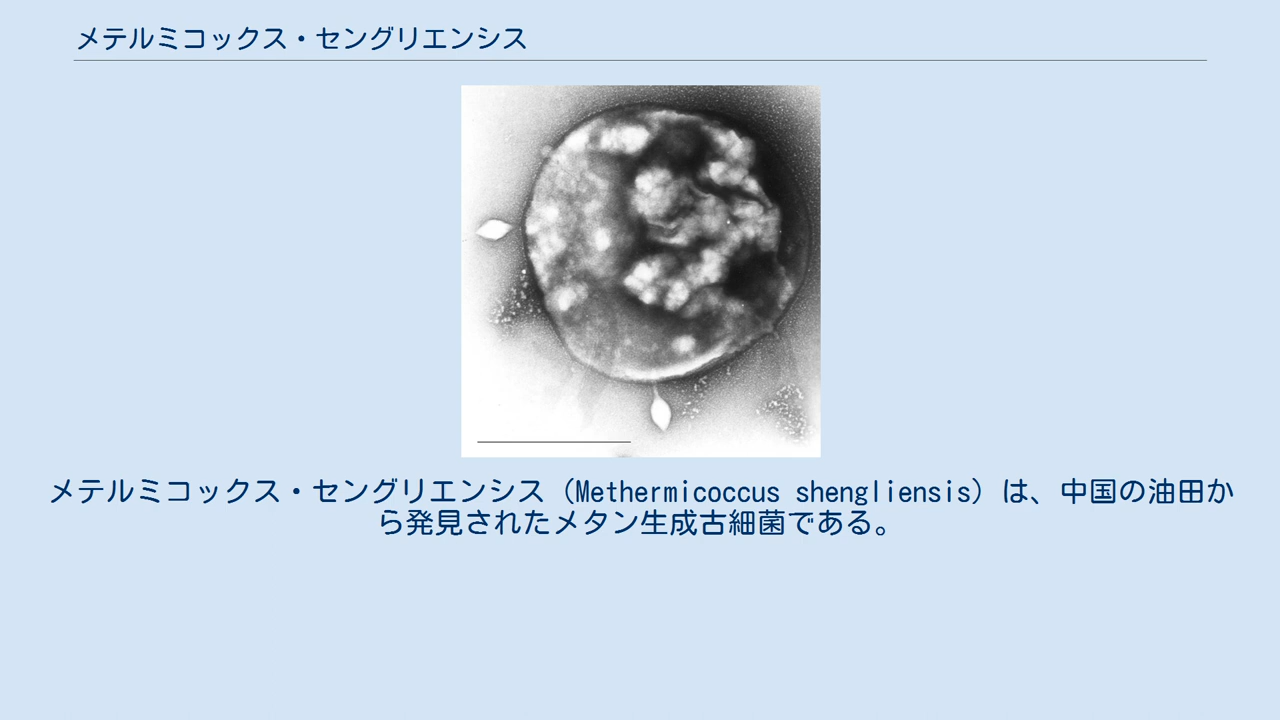 メテルミコックス・セングリエンシス
メテルミコックス・セングリエンシス（Methermicoccus shengliensis）は、中国の油田か
ら発見されたメタン生成古細菌である。